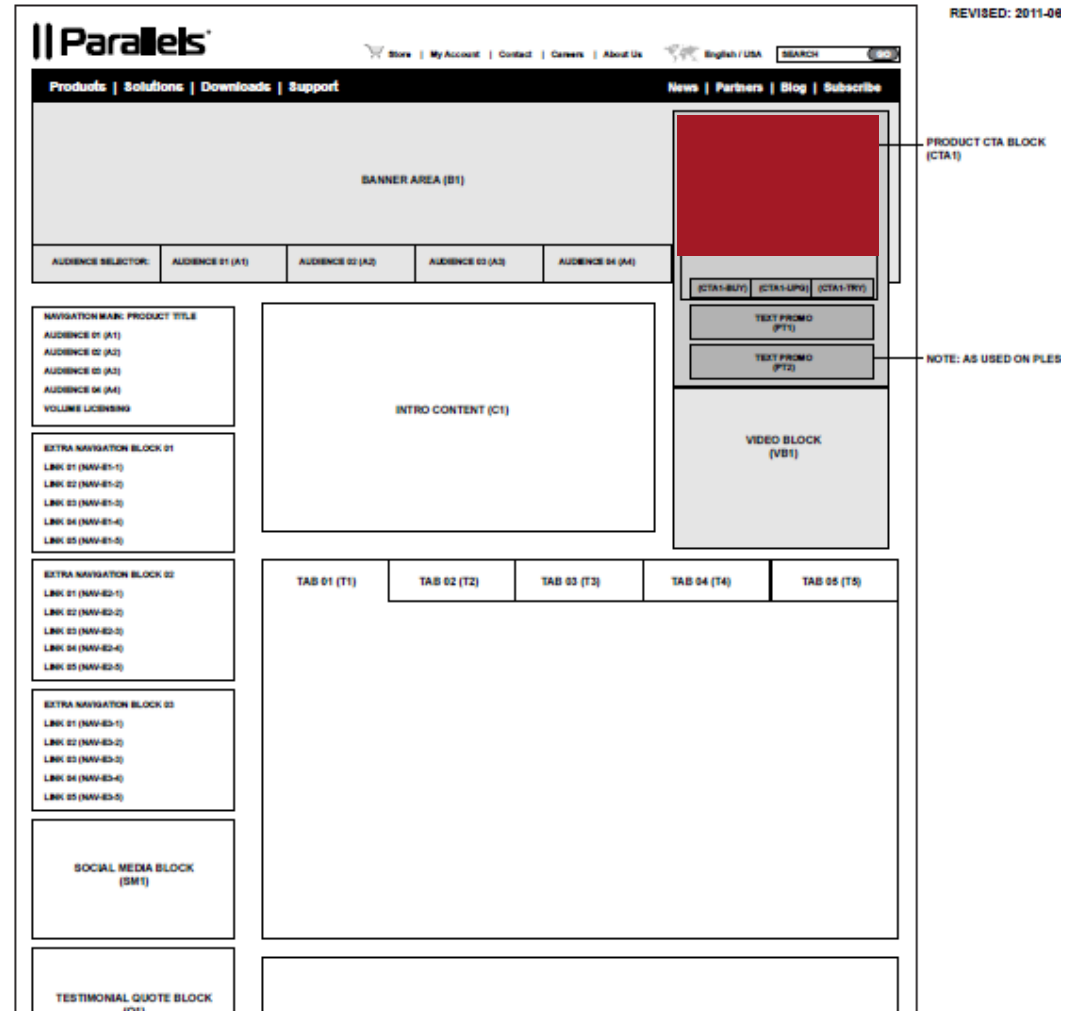 REVISED: 2011-06
Parallels
Store | My Account | Contact | Careers | About Us
English / USA
SEARCH
GO
Products | Solutions | Downloads | Support
News | Partners | Blog | Subscribe
PRODUCT CTA BLOCK
(CTA1)
BANNER AREA (B1)
AUDIENCE SELECTOR:
AUDIENCE 01 (A1)
AUDIENCE 02 (A2)
AUDIENCE 03 (A3)
AUDIENCE 04 (A4)
(CTA1-BUY)
(CTA1-UPG)
(CTA1-TRY)
TEXT PROMO
(PT1)
TEXT PROMO
(PT2)
NOTE: AS USED ON PLES
NAVIGATION MAIN: PRODUCT TITLE
AUDIENCE 01 (A1)
AUDIENCE 02 (A2)
AUDIENCE 03 (A3)
AUDIENCE 04 (A4)
VOLUME LICENSING
INTRO CONTENT (C1)
VIDEO BLOCK
(VB1)
EXTRA NAVIGATION BLOCK 01
LINK 01 (NAV-E1-1)
LINK 02 (NAV-E1-2)
LINK 03 (NAV-E1-3)
LINK 04 (NAV-E1-4)
LINK 05 (NAV-E1-5)
EXTRA NAVIGATION BLOCK 02
LINK 01 (NAV-E2-1)
LINK 02 (NAV-E2-2)
LINK 03 (NAV-E2-3)
LINK 04 (NAV-E2-4)
LINK 05 (NAV-E2-5)
TAB 01 (T1)
TAB 02 (T2)
TAB 03 (T3)
TAB 04 (T4)
TAB 05 (T5)
EXTRA NAVIGATION BLOCK 03
LINK 01 (NAV-E3-1)
LINK 02 (NAV-E3-2)
LINK 03 (NAV-E3-3)
LINK 04 (NAV-E3-4)
LINK 05 (NAV-E3-5)
SOCIAL MEDIA BLOCK
(SM1)
TESTIMONIAL QUOTE BLOCK